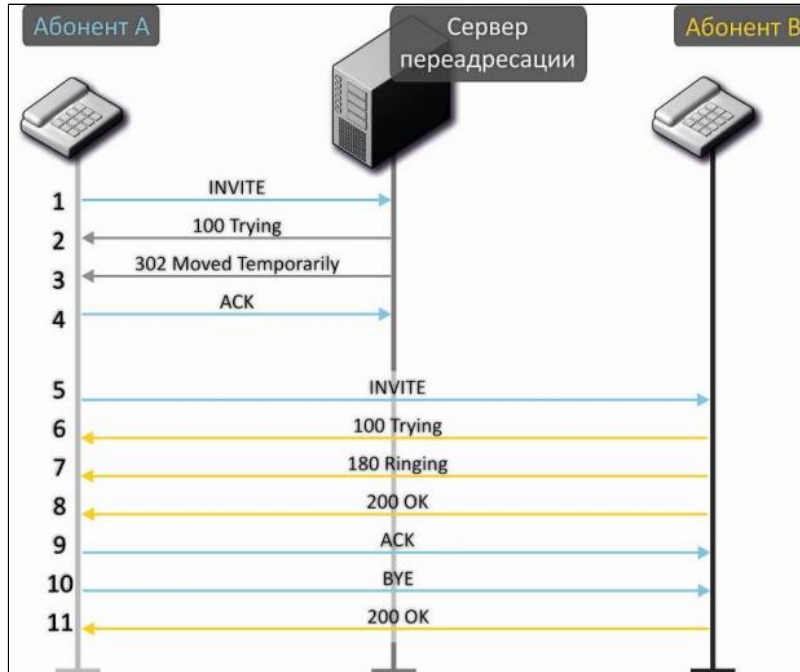 Абонент А
Сервер
переадресации
Абонент В
1 INVITE
2 100 Trying
3 302 Moved Temporarily
4 ACK
5 INVITE
6 100 Trying
7 180 Ringing
8 200 OK
9 ACK
10 BYE
11 200 OK